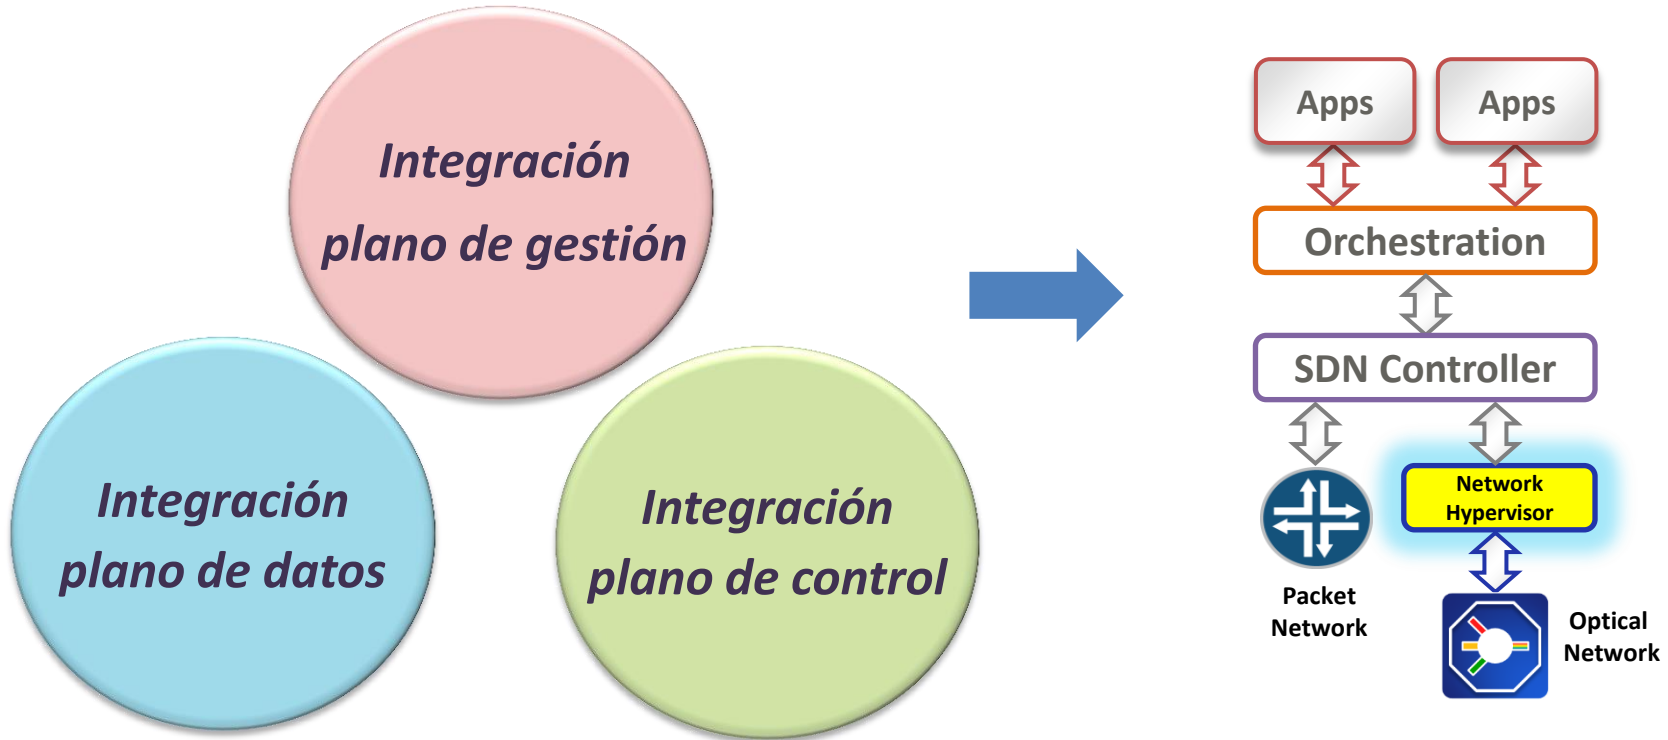 Integración
plano de gestión
Integración
plano de datos
Integración
plano de control
Apps
Apps
Orchestration
SDN Controller
Network
Hypervisor
Packet
Network
Optical
Network